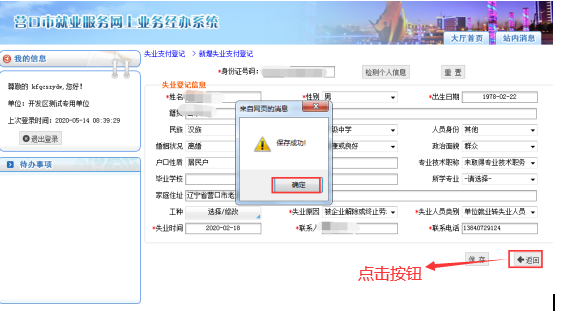 营口市就业服务网上业务经办系统
大厅首页 站内消息
我的信息
尊敬的 kfqcszydw,您好!
单位: 开发区测试专用单位
上次登录时间: 2020-05-14 08:39:29
退出登录
待办事项
失业支付登记 > 新增失业支付登记
*身份证号码: 检测个人信息 重 置
失业登记信息
*姓名 *性别 男 *出生日期 1978-02-22
籍贯
民族 汉族 级中学 人员身份 其他
婚姻状况 离婚 康或良好 政治面貌 群众
户口性质 居民户 专业技术职称 未取得专业技术职务
毕业学校 所学专业 -请选择-
家庭住址 辽宁省营口市老
工种 选择/修改 *失业原因 被企业解除或终止劳 *失业人员类别 单位就业转失业人员
*失业时间 2020-02-18 *联系人 *联系电话 13840729124
保 存 返回
来自网页的消息
保存成功!
确定
点击按钮